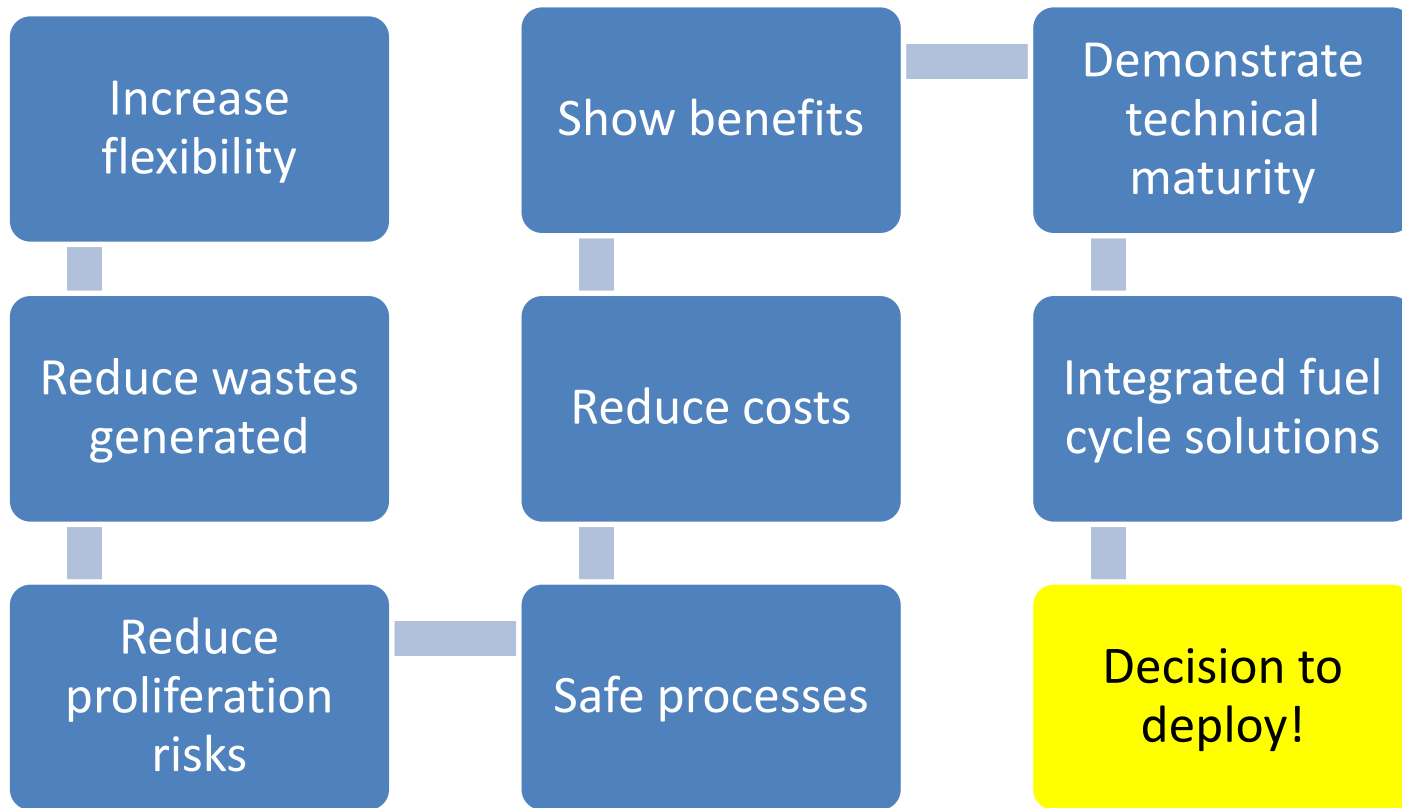 Increase
flexibility
Reduce wastes
generated
Reduce
proliferation
risks
Safe processes
Reduce costs
Show benefits
Demonstrate
technical
maturity
Integrated fuel
cycle solutions
Decision to
deploy!